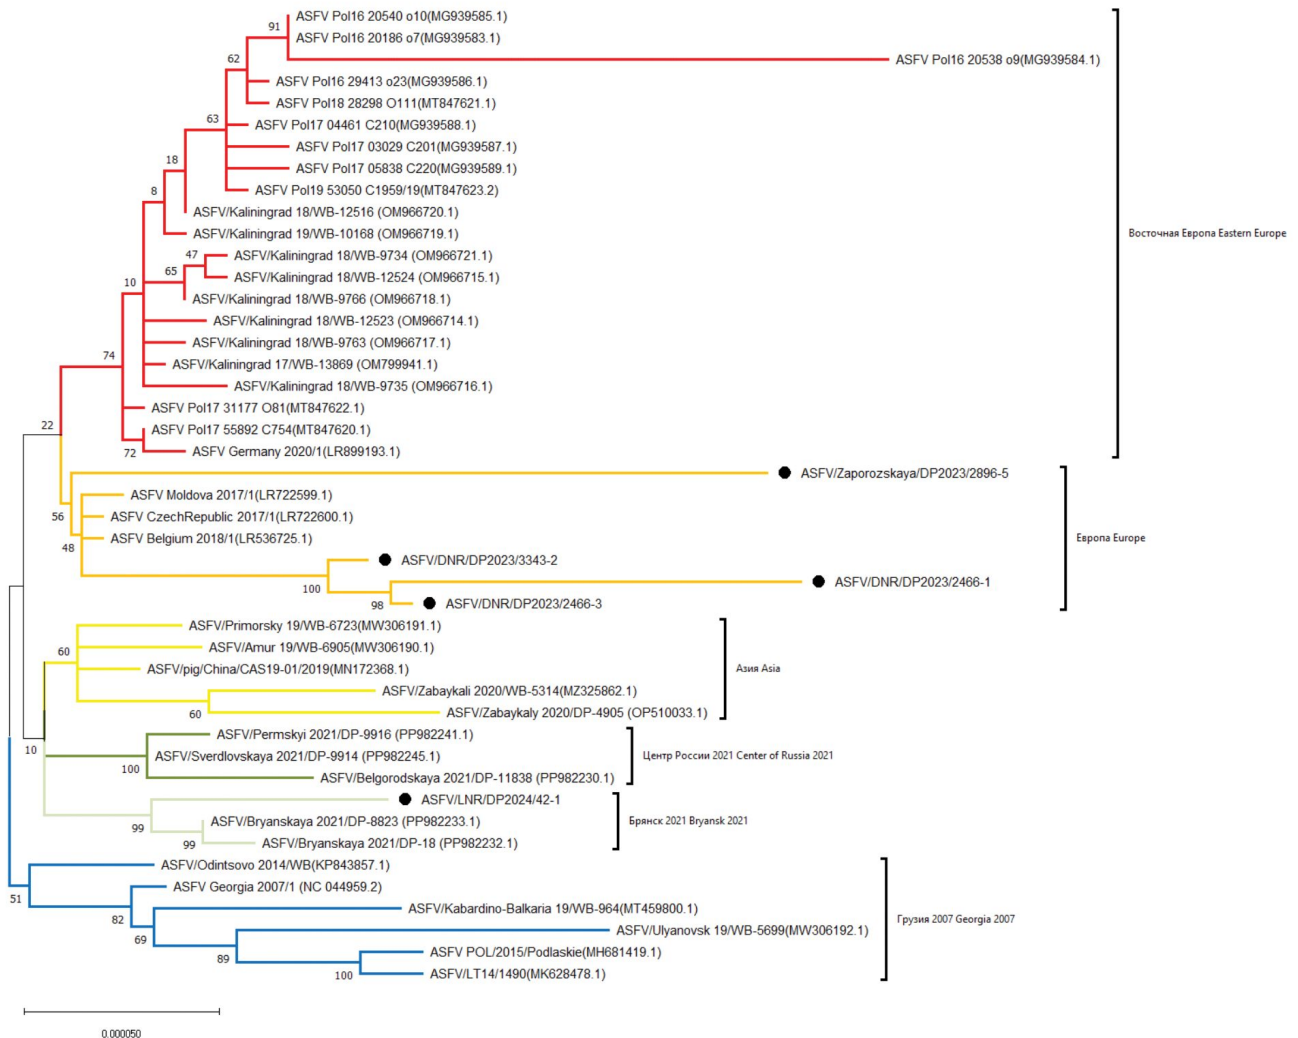 ASFV Pol16 20540 o10(MG939585.1)
91
ASFV Pol16 20186 o7(MG939583.1)
62
ASFV Pol16 20538 o9(MG939584.1)
ASFV Pol16 29413 o23(MG939586.1)
ASFV Pol18 28298 O111(MT847621.1)
63
ASFV Pol17 04461 C210(MG939588.1)
ASFV Pol17 03029 C201(MG939587.1)
18
ASFV Pol17 05838 C220(MG939589.1)
8
ASFV Pol19 53050 C1959/19(MT847623.2)
ASFV/Kaliningrad 18/WB-12516 (OM966720.1)
ASFV/Kaliningrad 19/WB-10168 (OM966719.1)
Восточная Европа Eastern Europe
47
ASFV/Kaliningrad 18/WB-9734 (OM966721.1)
65
ASFV/Kaliningrad 18/WB-12524 (OM966715.1)
10
ASFV/Kaliningrad 18/WB-9766 (OM966718.1)
ASFV/Kaliningrad 18/WB-12523 (OM966714.1)
ASFV/Kaliningrad 18/WB-9763 (OM966717.1)
74
ASFV/Kaliningrad 17/WB-13869 (OM799941.1)
ASFV/Kaliningrad 18/WB-9735 (OM966716.1)
ASFV Pol17 31177 O81(MT847622.1)
22
ASFV Pol17 55892 C754(MT847620.1)
72
ASFV Germany 2020/1(LR899193.1)
ASFV/Zaporozskaya/DP2023/2896-5
ASFV Moldova 2017/1(LR722599.1)
56
ASFV CzechRepublic 2017/1(LR722600.1)
48
ASFV Belgium 2018/1(LR536725.1)
Европа Europe
ASFV/DNR/DP2023/3343-2
100
ASFV/DNR/DP2023/2466-1
98
ASFV/DNR/DP2023/2466-3
ASFV/Primorsky 19/WB-6723(MW306191.1)
60
ASFV/Amur 19/WB-6905(MW306190.1)
ASFV/pig/China/CAS19-01/2019(MN172368.1)
Азия Asia
ASFV/Zabaykali 2020/WB-5314(MZ325862.1)
60
ASFV/Zabaykaly 2020/DP-4905 (OP510033.1)
ASFV/Permskyi 2021/DP-9916 (PP982241.1)
10
ASFV/Sverdlovskaya 2021/DP-9914 (PP982245.1)
Центр России 2021 Center of Russia 2021
100
ASFV/Belgorodskaya 2021/DP-11838 (PP982230.1)
ASFV/LNR/DP2024/42-1
99
ASFV/Bryanskaya 2021/DP-8823 (PP982233.1)
Брянск 2021 Bryansk 2021
99
ASFV/Bryanskaya 2021/DP-18 (PP982232.1)
ASFV/Odintsovo 2014/WB(KP843857.1)
51
ASFV Georgia 2007/1 (NC 044959.2)
82
ASFV/Kabardino-Balkaria 19/WB-964(MT459800.1)
Грузия 2007 Georgia 2007
69
ASFV/Ulyanovsk 19/WB-5699(MW306192.1)
89
ASFV POL/2015/Podlaskie(MH681419.1)
100
ASFV/LT14/1490(MK628478.1)
0.000050